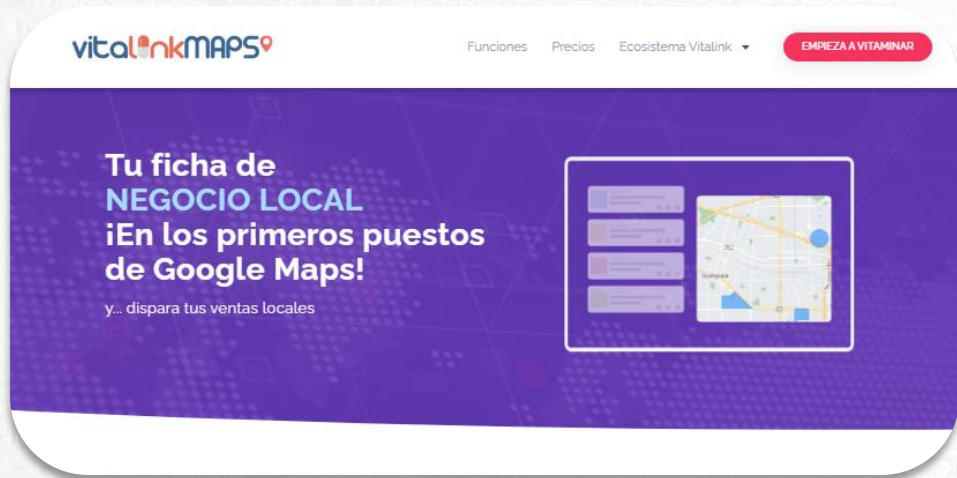 vitalinkMAPS
Funciones Precios Ecosistema Vitalink EMPIEZA A VITAMINAR
Tu ficha de
NEGOCIO LOCAL
¡En los primeros puestos
de Google Maps!
y... dispara tus ventas locales